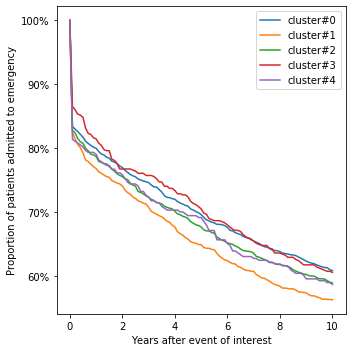 100%
90%
80%
70%
60%
Proportion of patients admitted to emergency
cluster#0
cluster#1
cluster#2
cluster#3
cluster#4
0
2
4
6
8
10
Years after event of interest